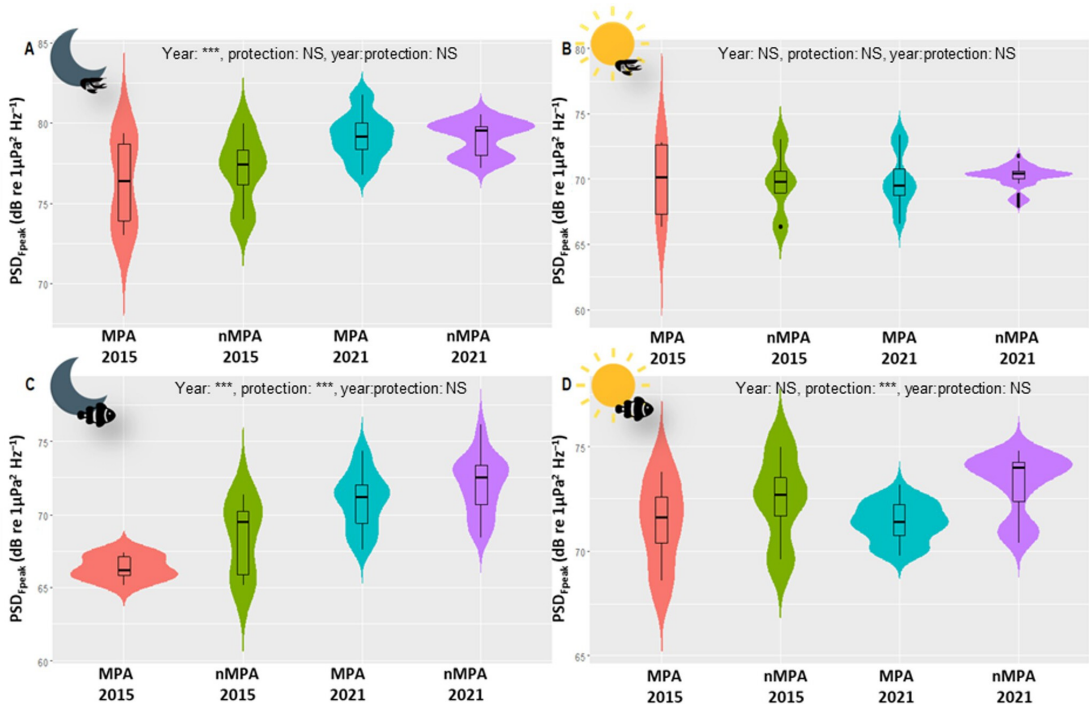 A
Year: ***, protection: NS, year:protection: NS
85
80
75
70
PSDFpeak (dB re 1µPa² Hz⁻¹)
MPA
2015
nMPA
2015
MPA
2021
nMPA
2021
B
Year: NS, protection: NS, year:protection: NS
80
75
70
65
60
PSDFpeak (dB re 1µPa² Hz⁻¹)
MPA
2015
nMPA
2015
MPA
2021
nMPA
2021
C
Year: ***, protection: ***, year:protection: NS
75
70
65
60
PSDFpeak (dB re 1µPa² Hz⁻¹)
MPA
2015
nMPA
2015
MPA
2021
nMPA
2021
D
Year: NS, protection: ***, year:protection: NS
75
70
65
PSDFpeak (dB re 1µPa² Hz⁻¹)
MPA
2015
nMPA
2015
MPA
2021
nMPA
2021